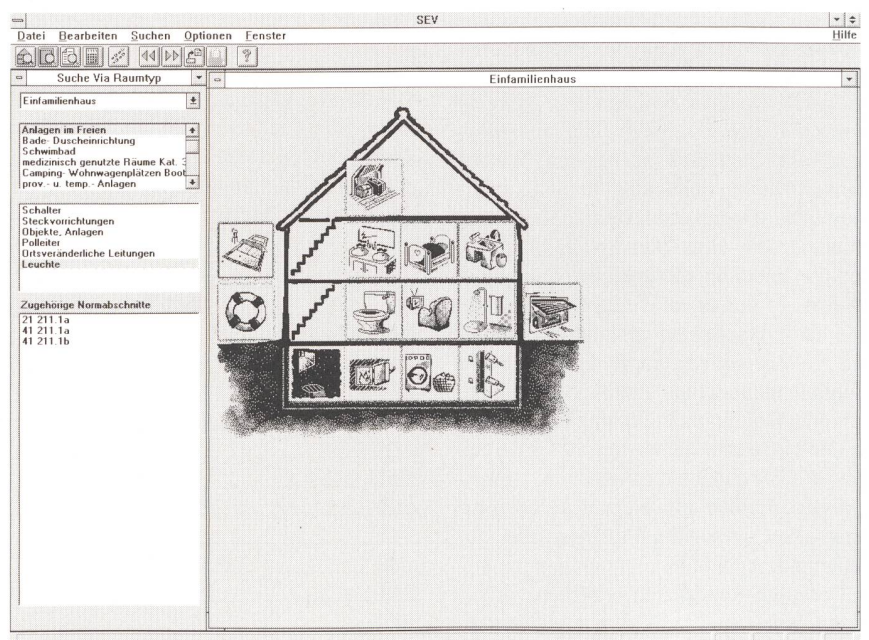 SEV
Datei Bearbeiten Suchen Optionen Fenster Hilfe
Suche Via Raumtyp
Einfamilienhaus
Einfamilienhaus
Anlagen im Freien
Bade- Duscheinrichtung
Schwimbad
medizinisch genutzte Räume Kat. 3
Camping- Wohnwagenplätzen Boot
prov.- u. temp.- Anlagen
Schalter
Steckvorrichtungen
Objekte, Anlagen
Polleiter
Ortsveränderliche Leitungen
Leuchte
Zugehörige Normabschnitte
21 211.1a
41 211.1a
41 211.1b